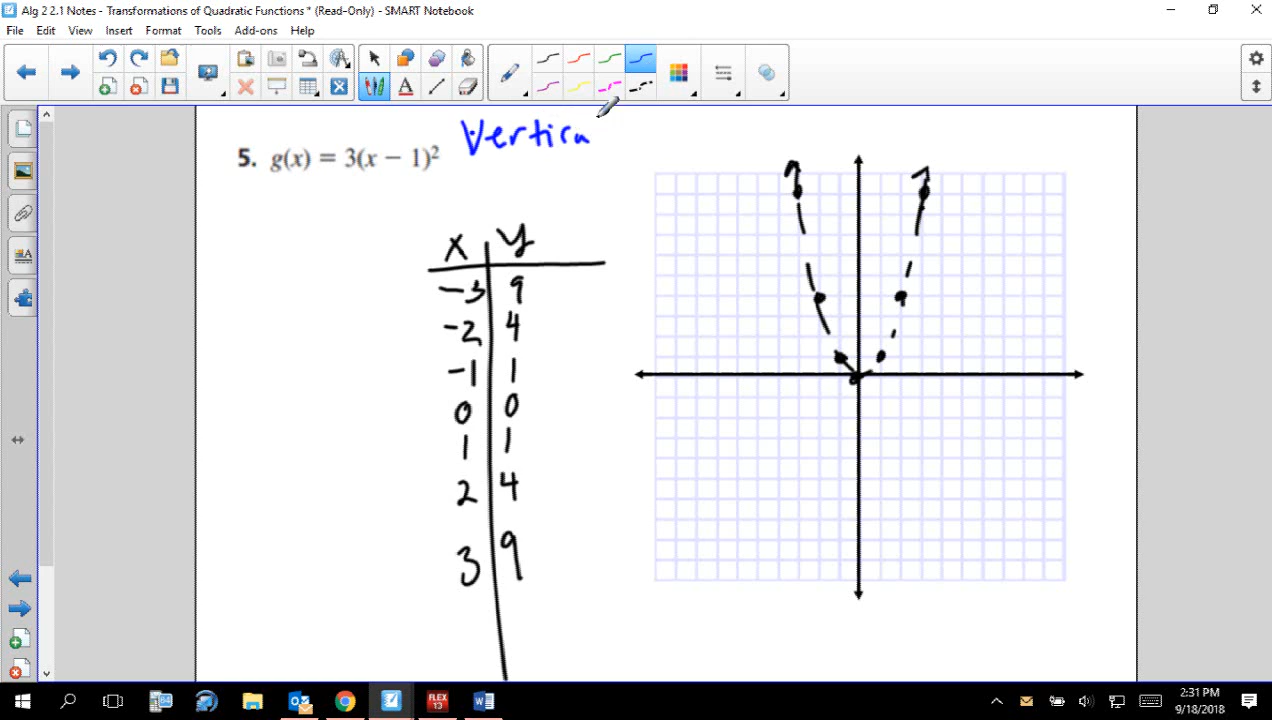 Alg 2 2.1 Notes - Transformations of Quadratic Functions * (Read-Only) - SMART Notebook
File Edit View Insert Format Tools Add-ons Help
Vertica
5. g(x) = 3(x − 1)²
x y
-3 9
-2 4
-1 1
0 0
1 1
2 4
3 9
FLEX 13
2:31 PM
9/18/2018